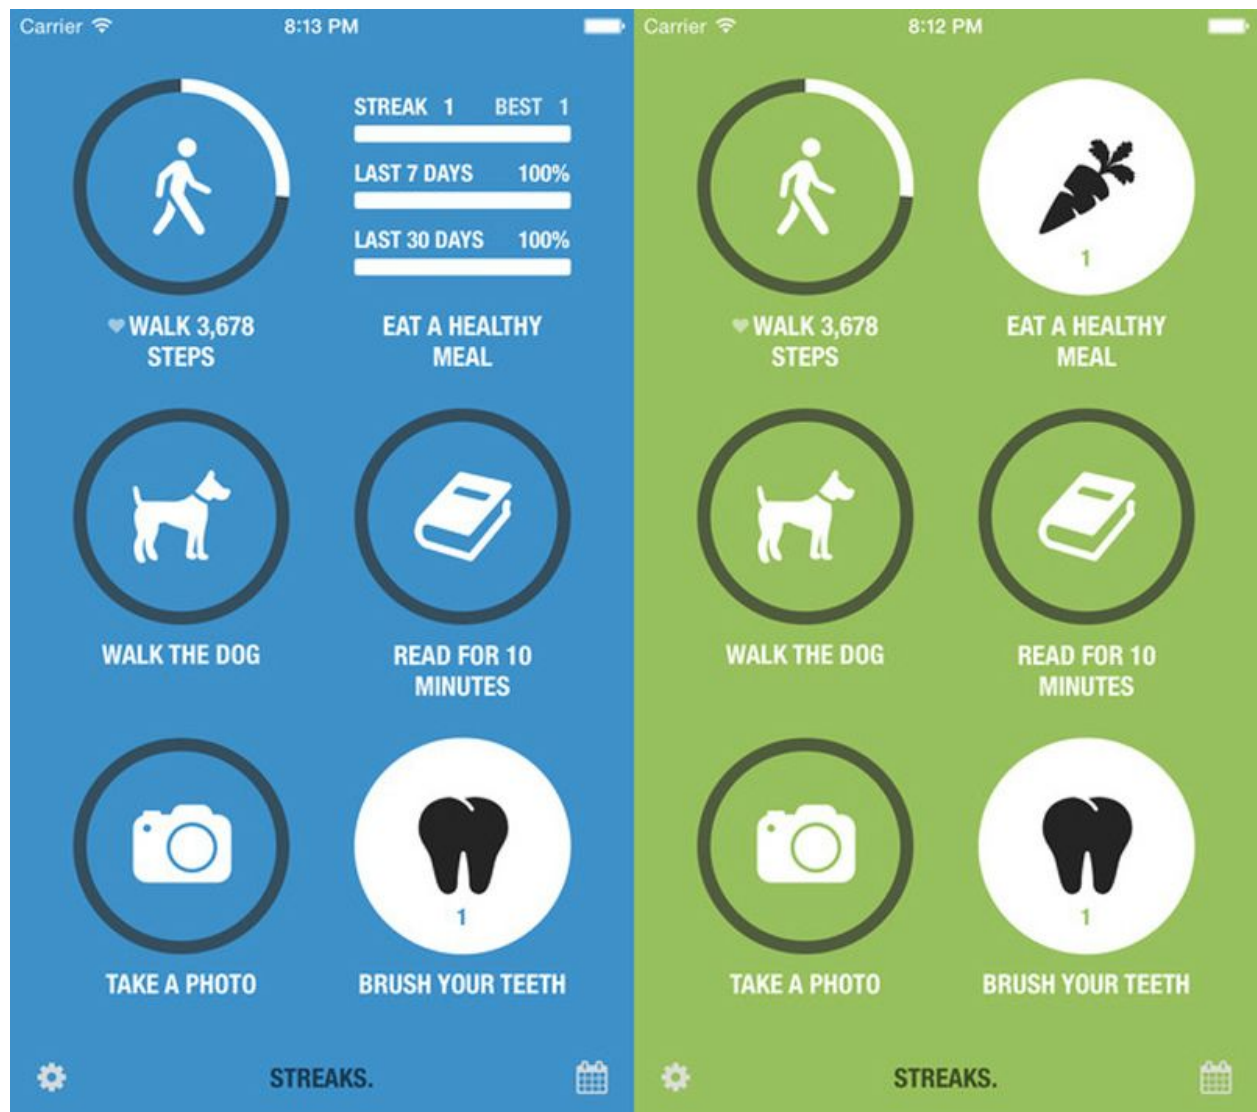 Carrier 8:13 PM
STREAK 1 BEST 1
LAST 7 DAYS 100%
LAST 30 DAYS 100%
WALK 3,678
STEPS
EAT A HEALTHY
MEAL
WALK THE DOG
READ FOR 10
MINUTES
1
TAKE A PHOTO
BRUSH YOUR TEETH
STREAKS.
Carrier 8:12 PM
1
WALK 3,678
STEPS
EAT A HEALTHY
MEAL
WALK THE DOG
READ FOR 10
MINUTES
1
TAKE A PHOTO
BRUSH YOUR TEETH
STREAKS.